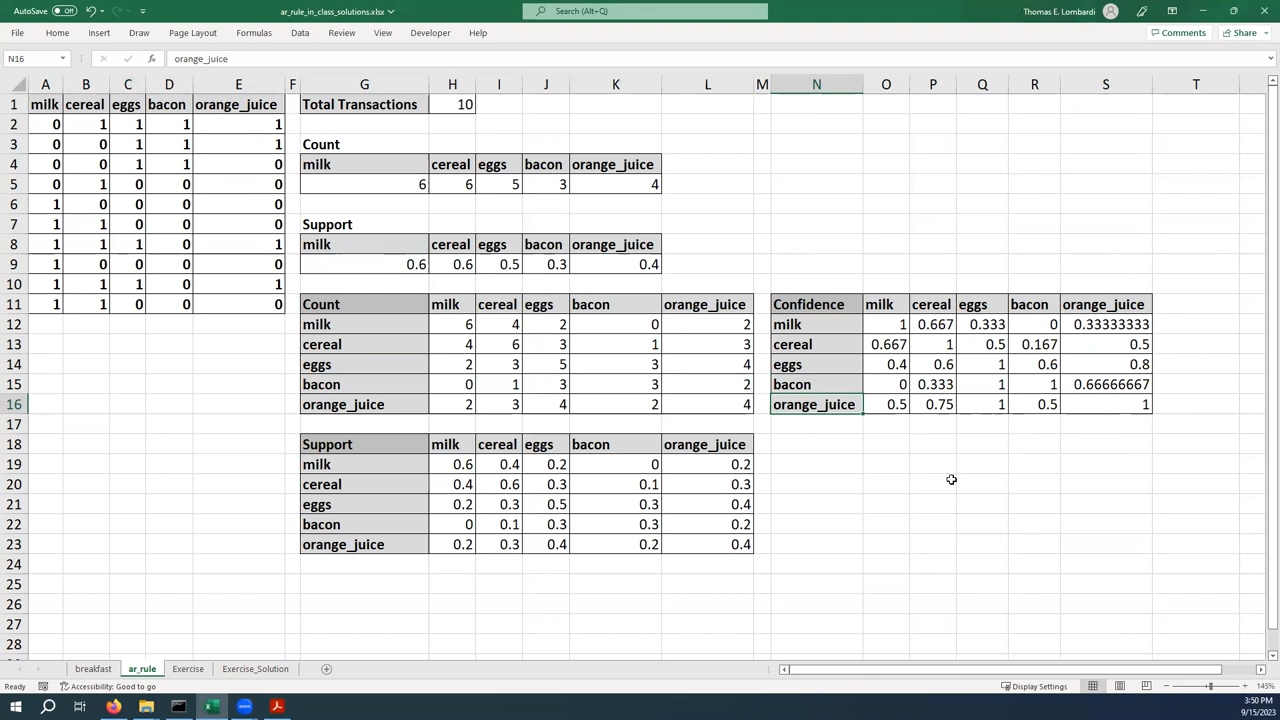 AutoSave Off ar_rule_in_class_solutions.xlsx Search (Alt+Q) Thomas E. Lombardi
File Home Insert Draw Page Layout Formulas Data Review View Developer Help Comments Share
N16 fx orange_juice
A B C D E F G H I J K L M N O P Q R S T
1 milk cereal eggs bacon orange_juice Total Transactions 10
2 0 1 1 1 1
3 0 0 1 1 1 Count
4 0 0 1 1 0 milk cereal eggs bacon orange_juice
5 0 1 0 0 0 6 6 5 3 4
6 1 0 0 0 0
7 1 1 0 0 0 Support
8 1 1 1 0 1 milk cereal eggs bacon orange_juice
9 1 0 0 0 0 0.6 0.6 0.5 0.3 0.4
10 1 1 1 0 1
11 1 1 0 0 0 Count milk cereal eggs bacon orange_juice Confidence milk cereal eggs bacon orange_juice
12 milk 6 4 2 0 2 milk 1 0.667 0.333 0 0.33333333
13 cereal 4 6 3 1 3 cereal 0.667 1 0.5 0.167 0.5
14 eggs 2 3 5 3 4 eggs 0.4 0.6 1 0.6 0.8
15 bacon 0 1 3 3 2 bacon 0 0.333 1 1 0.66666667
16 orange_juice 2 3 4 2 4 orange_juice 0.5 0.75 1 0.5 1
17
18 Support milk cereal eggs bacon orange_juice
19 milk 0.6 0.4 0.2 0 0.2
20 cereal 0.4 0.6 0.3 0.1 0.3
21 eggs 0.2 0.3 0.5 0.3 0.4
22 bacon 0 0.1 0.3 0.3 0.2
23 orange_juice 0.2 0.3 0.4 0.2 0.4
24
25
26
27
28
breakfast ar_rule Exercise Exercise_Solution
Ready Accessibility: Good to go Display Settings 145%
3:50 PM
9/15/2023